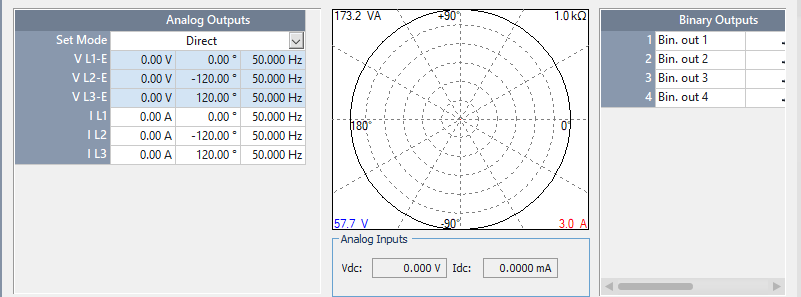 Analog Outputs
Set Mode Direct
V L1-E 0.00 V 0.00 ° 50.000 Hz
V L2-E 0.00 V -120.00 ° 50.000 Hz
V L3-E 0.00 V 120.00 ° 50.000 Hz
I L1 0.00 A 0.00 ° 50.000 Hz
I L2 0.00 A -120.00 ° 50.000 Hz
I L3 0.00 A 120.00 ° 50.000 Hz
173.2 VA +90° 1.0 kΩ
180° 0°
57.7 V -90° 3.0 A
Analog Inputs
Vdc: 0.000 V Idc: 0.0000 mA
Binary Outputs
1 Bin. out 1
2 Bin. out 2
3 Bin. out 3
4 Bin. out 4